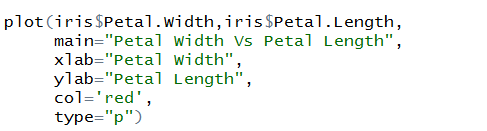 plot(iris$Petal.Width,iris$Petal.Length,
main="Petal Width Vs Petal Length",
xlab="Petal Width",
ylab="Petal Length",
col='red',
type="p")